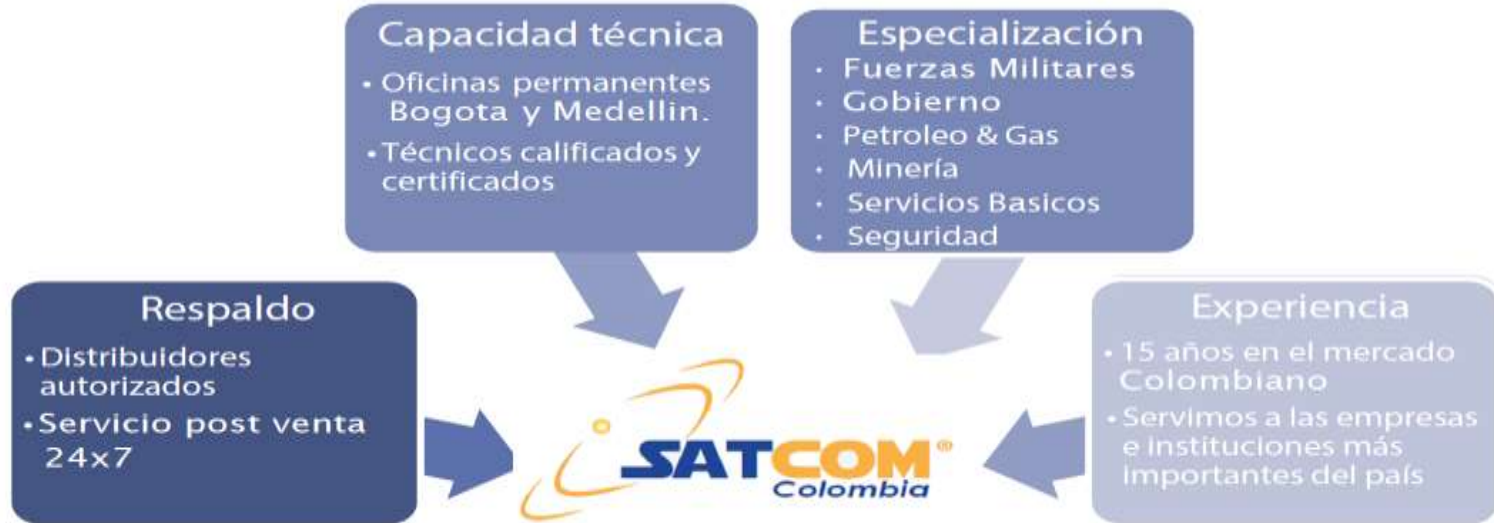 Capacidad técnica
• Oficinas permanentes
Bogota y Medellin.
• Técnicos calificados y
certificados
Especialización
· Fuerzas Militares
· Gobierno
· Petroleo & Gas
· Minería
· Servicios Basicos
· Seguridad
Respaldo
• Distribuidores
autorizados
• Servicio post venta
24x7
Experiencia
• 15 años en el mercado
Colombiano
• Servimos a las empresas
e instituciones más
importantes del país
SATCOM®
Colombia